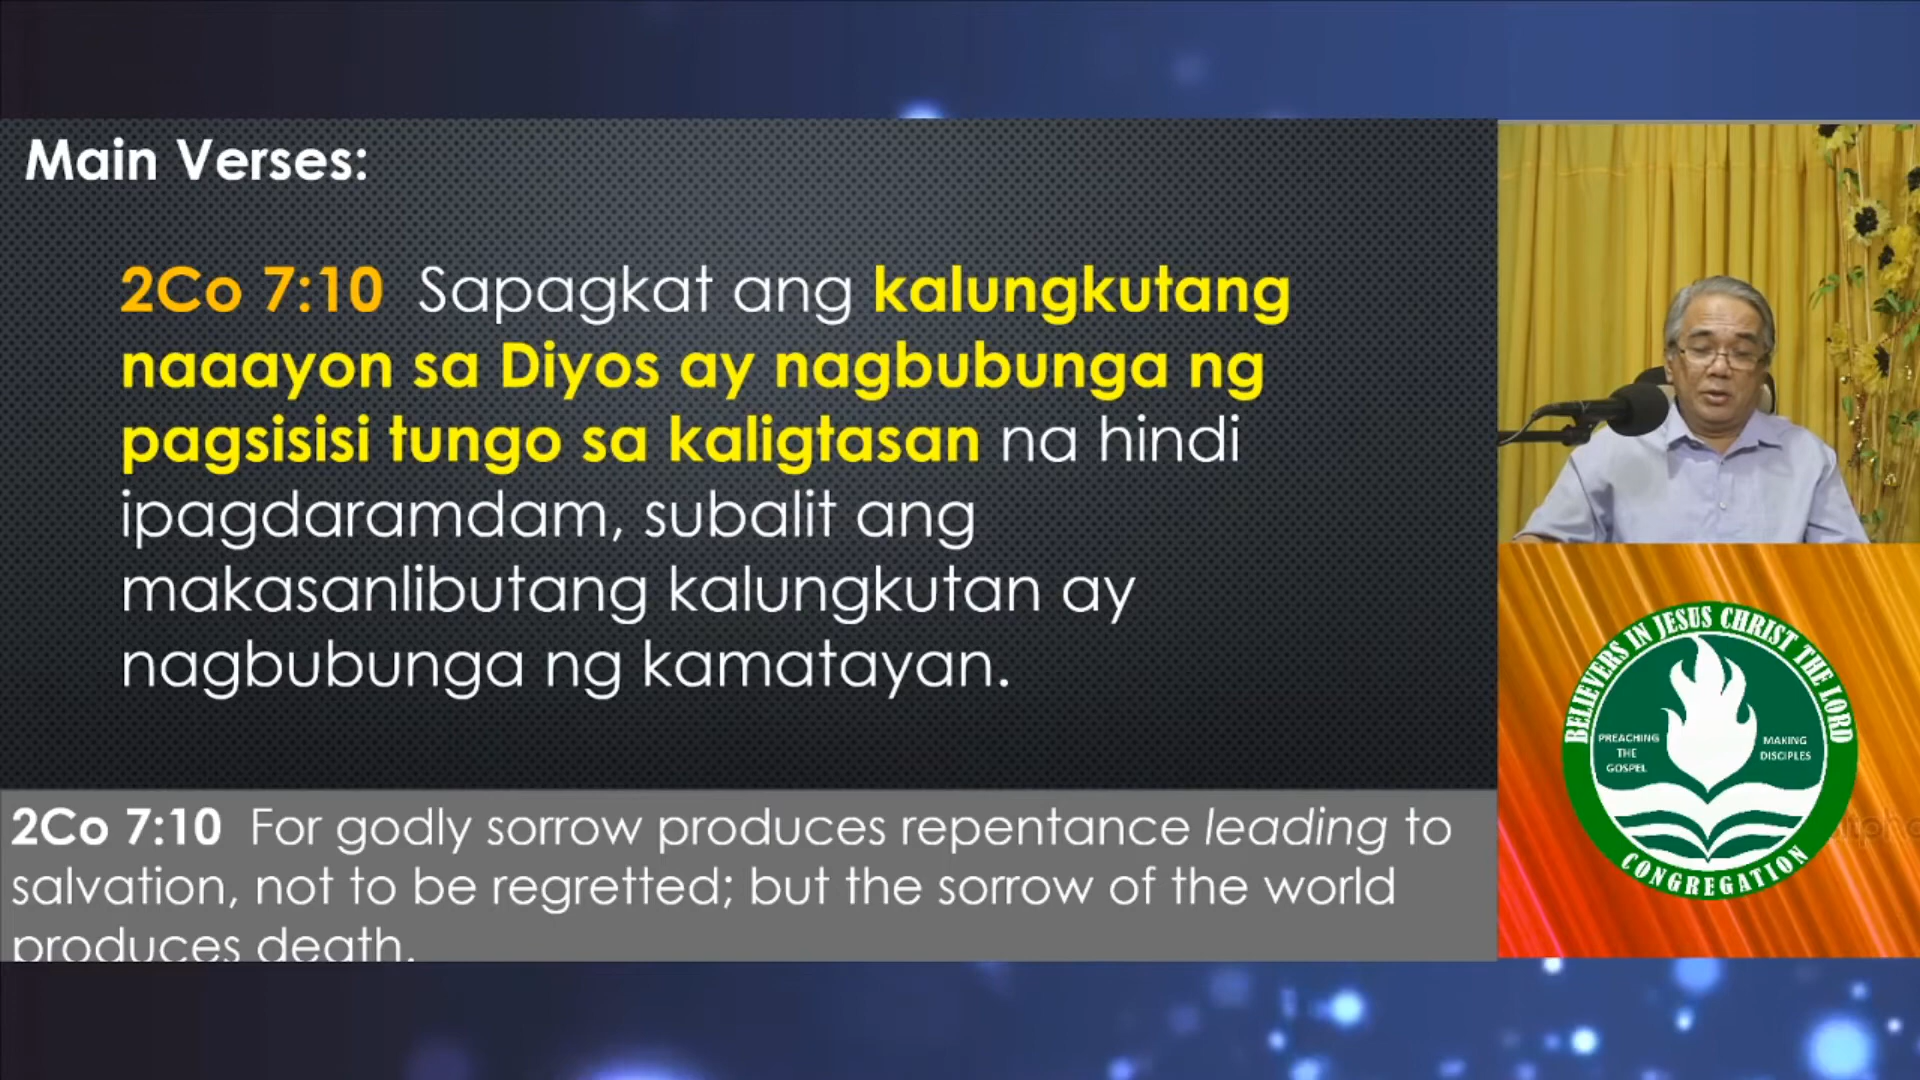 Main Verses:
2Co 7:10 Sapagkat ang kalungkutang
naaayon sa Diyos ay nagbubunga ng
pagsisisi tungo sa kaligtasan na hindi
ipagdaramdam, subalit ang
makasanlibutang kalungkutan ay
nagbubunga ng kamatayan.
2Co 7:10 For godly sorrow produces repentance leading to
salvation, not to be regretted; but the sorrow of the world
produces death.
BELIEVERS IN JESUS CHRIST THE LORD
PREACHING
THE
GOSPEL
MAKING
DISCIPLES
CONGREGATION